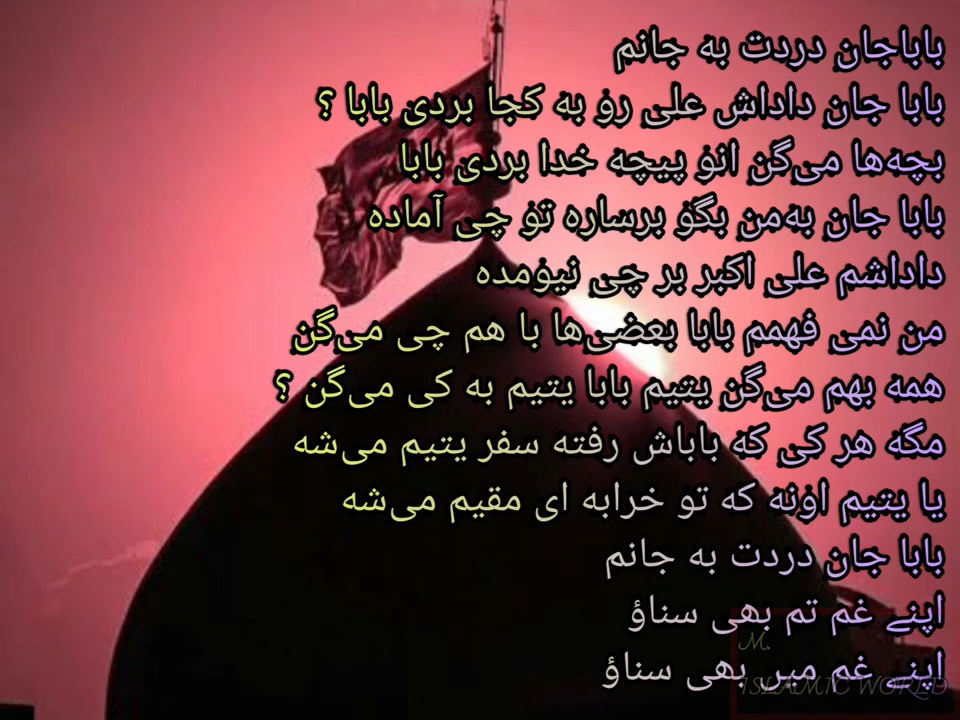 باباجان دردت به جانم
بابا جان داداش علی رو به کجا بردی بابا ؟
بچه‌ها می‌گن انو پیچه خدا بردی بابا
بابا جان به‌من بگو برساره تو چی آماده
داداشم علی اکبر بر چی نیومده
من نمی فهمم بابا بعضی‌ها با هم چی می‌گن
همه بهم می‌گن یتیم بابا یتیم به کی می‌گن ؟
مگه هر کی که باباش رفته سفر یتیم می‌شه
یا یتیم اونه که تو خرابه ای مقیم می‌شه
بابا جان دردت به جانم
اپنے غم تم بھی سناؤ
اپنے غم میں بھی سناؤ
M.
ISLAMIC WORLD